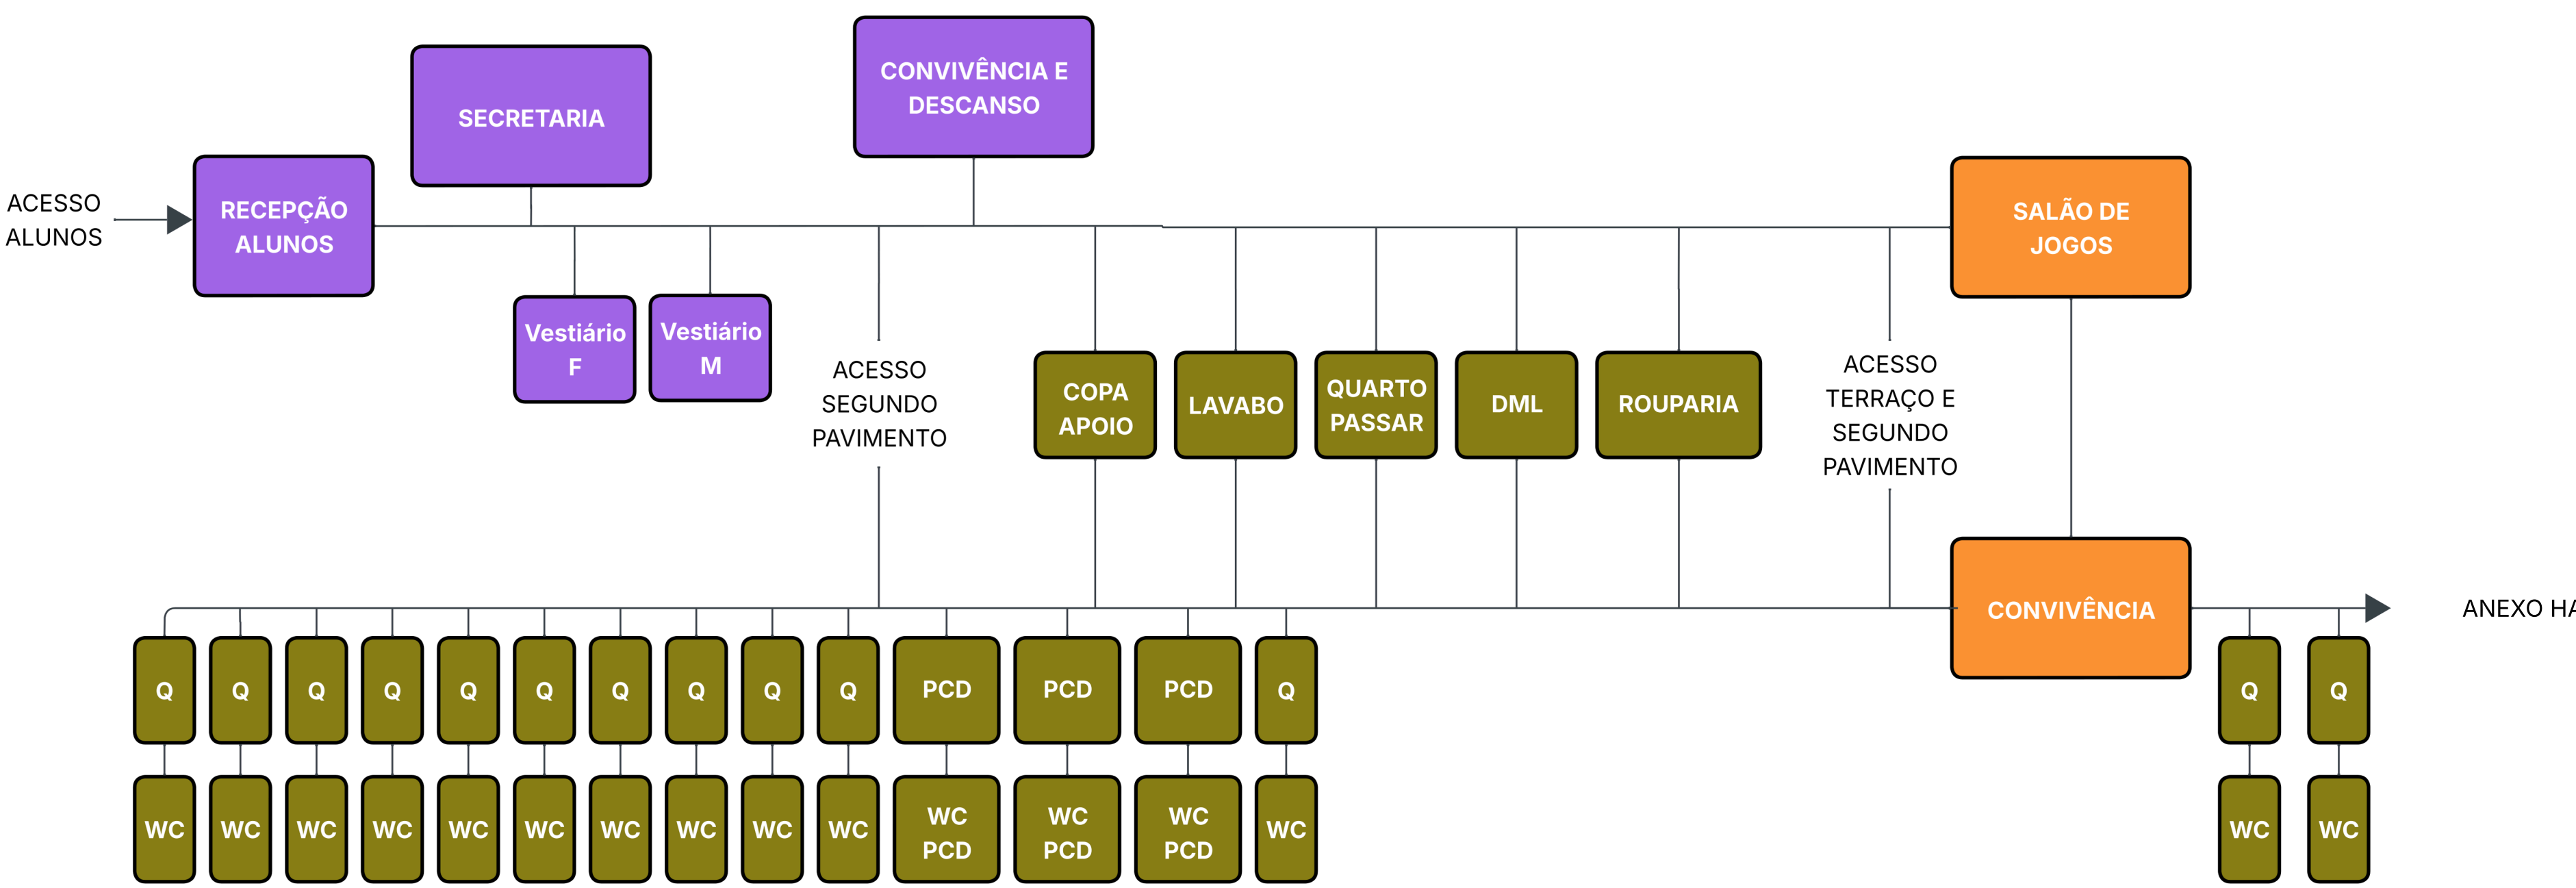 CONVIVÊNCIA E
DESCANSO
SECRETARIA
ACESSO
ALUNOS
RECEPÇÃO
ALUNOS
SALÃO DE
JOGOS
Vestiário
F
Vestiário
M
ACESSO
SEGUNDO
PAVIMENTO
COPA
APOIO
LAVABO
QUARTO
PASSAR
DML
ROUPARIA
ACESSO
TERRAÇO E
SEGUNDO
PAVIMENTO
CONVIVÊNCIA
ANEXO
Q Q Q Q Q Q Q Q Q Q PCD PCD PCD Q Q Q
WC WC WC WC WC WC WC WC WC WC WC PCD WC PCD WC PCD WC WC WC